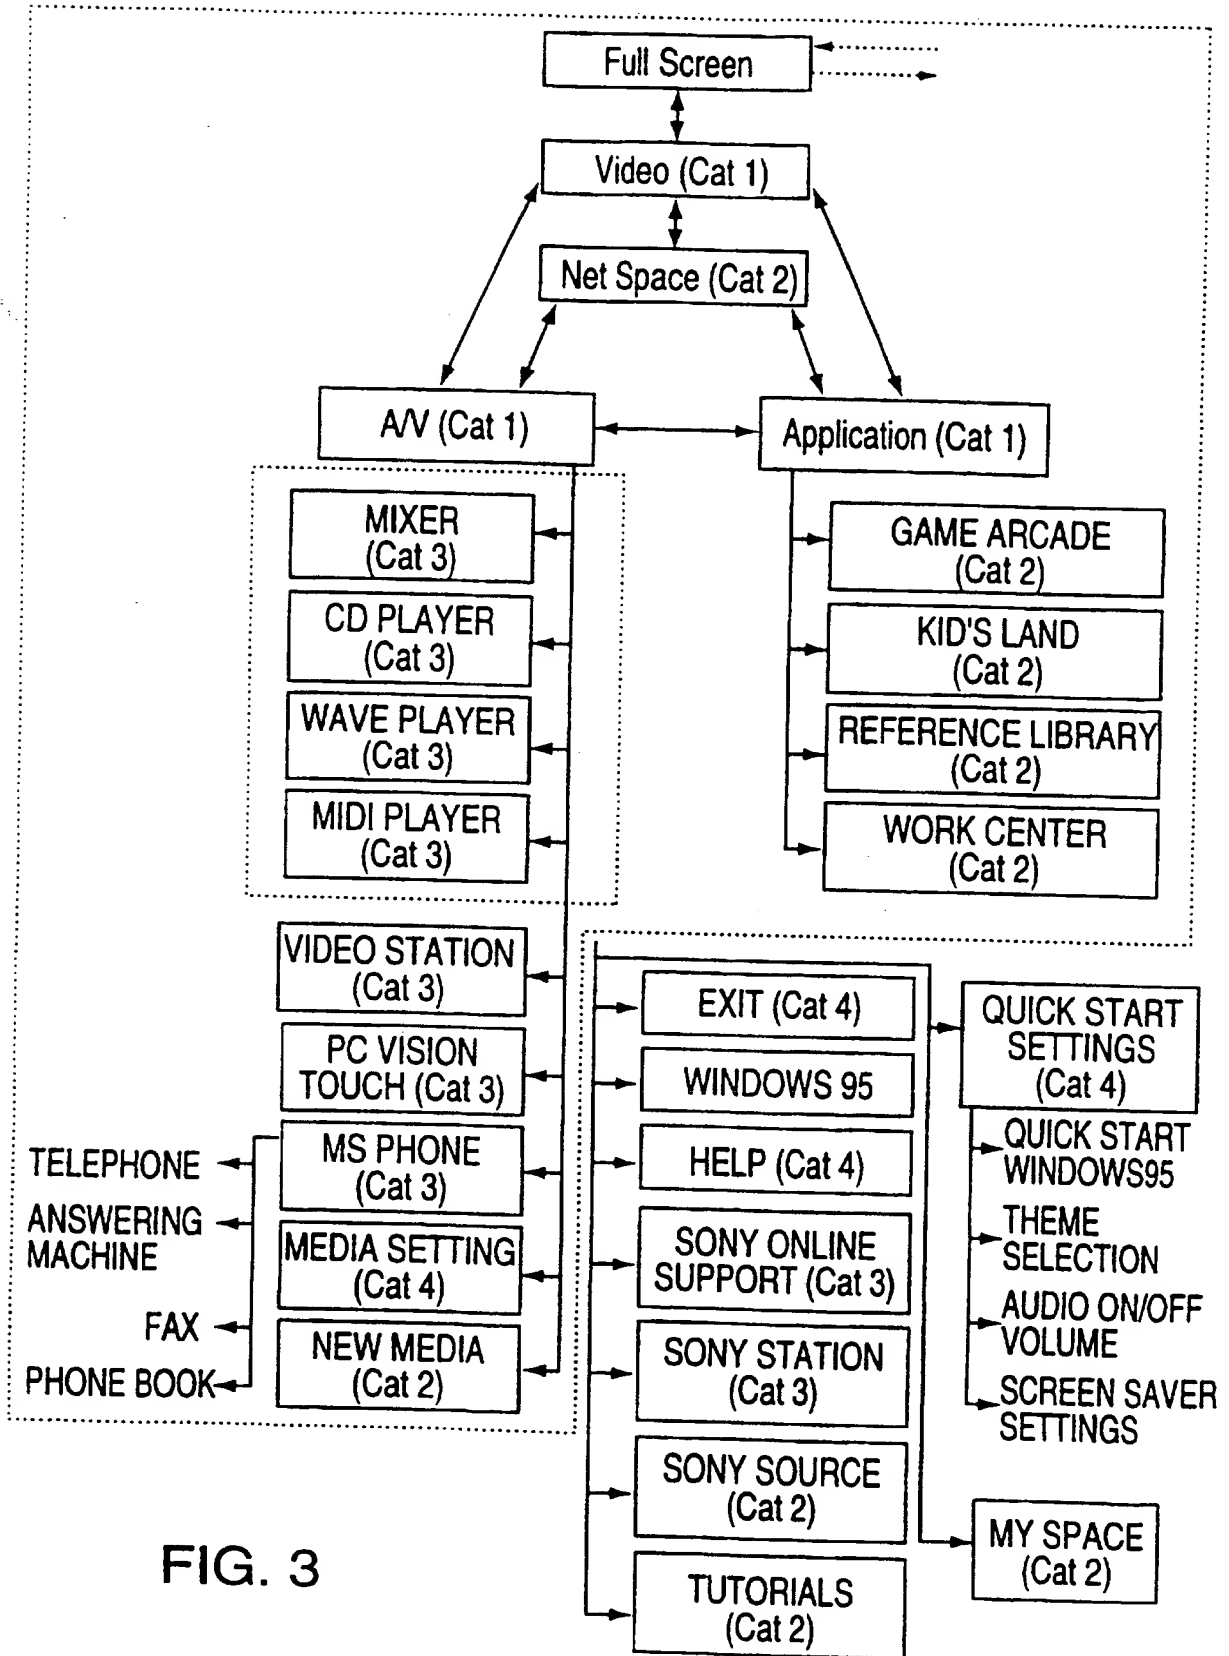 Full Screen
Video (Cat 1)
Net Space (Cat 2)
A/V (Cat 1)
Application (Cat 1)
MIXER
(Cat 3)
CD PLAYER
(Cat 3)
WAVE PLAYER
(Cat 3)
MIDI PLAYER
(Cat 3)
GAME ARCADE
(Cat 2)
KID'S LAND
(Cat 2)
REFERENCE LIBRARY
(Cat 2)
WORK CENTER
(Cat 2)
VIDEO STATION
(Cat 3)
PC VISION
TOUCH (Cat 3)
MS PHONE
(Cat 3)
MEDIA SETTING
(Cat 4)
NEW MEDIA
(Cat 2)
TELEPHONE
ANSWERING
MACHINE
FAX
PHONE BOOK
EXIT (Cat 4)
WINDOWS 95
HELP (Cat 4)
SONY ONLINE
SUPPORT (Cat 3)
SONY STATION
(Cat 3)
SONY SOURCE
(Cat 2)
TUTORIALS
(Cat 2)
QUICK START
SETTINGS
(Cat 4)
QUICK START
WINDOWS95
THEME
SELECTION
AUDIO ON/OFF
VOLUME
SCREEN SAVER
SETTINGS
MY SPACE
(Cat 2)
FIG. 3